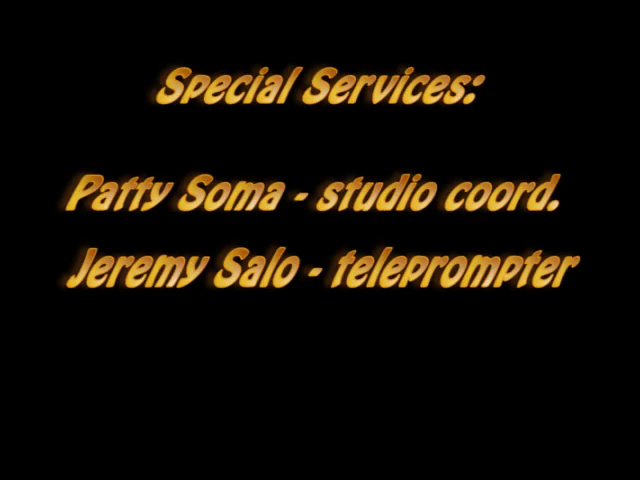 Special Services:
Patty Soma - studio coord.
Jeremy Salo - teleprompter